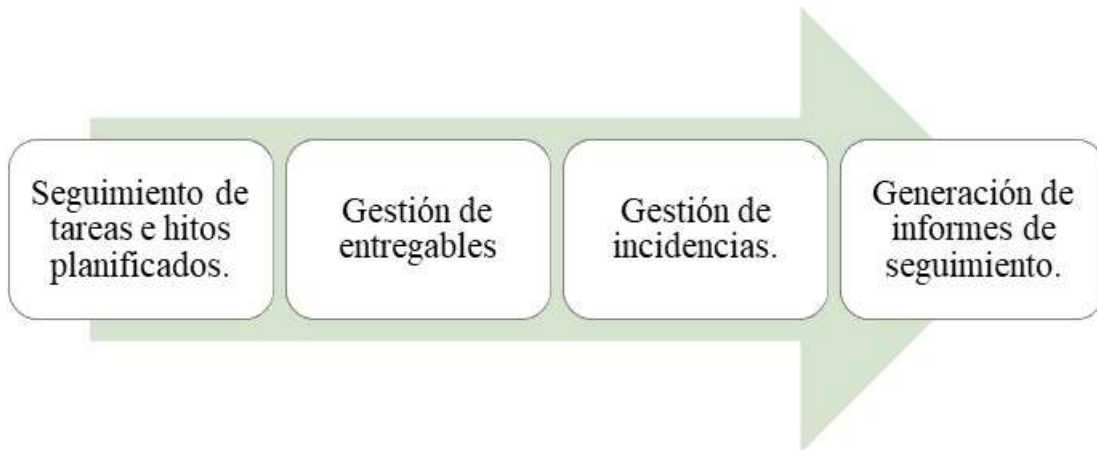 Seguimiento de
tareas e hitos
planificados.
Gestión de
entregables
Gestión de
incidencias.
Generación de
informes de
seguimiento.